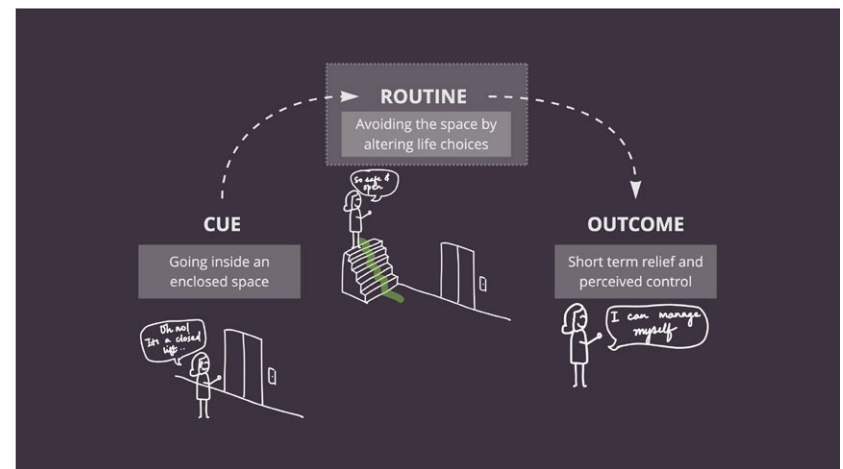 ROUTINE
Avoiding the space by
altering life choices
So safe &
open
CUE
Going inside an
enclosed space
Oh no!
Its a closed
lift..
OUTCOME
Short term relief and
perceived control
I can manage
myself